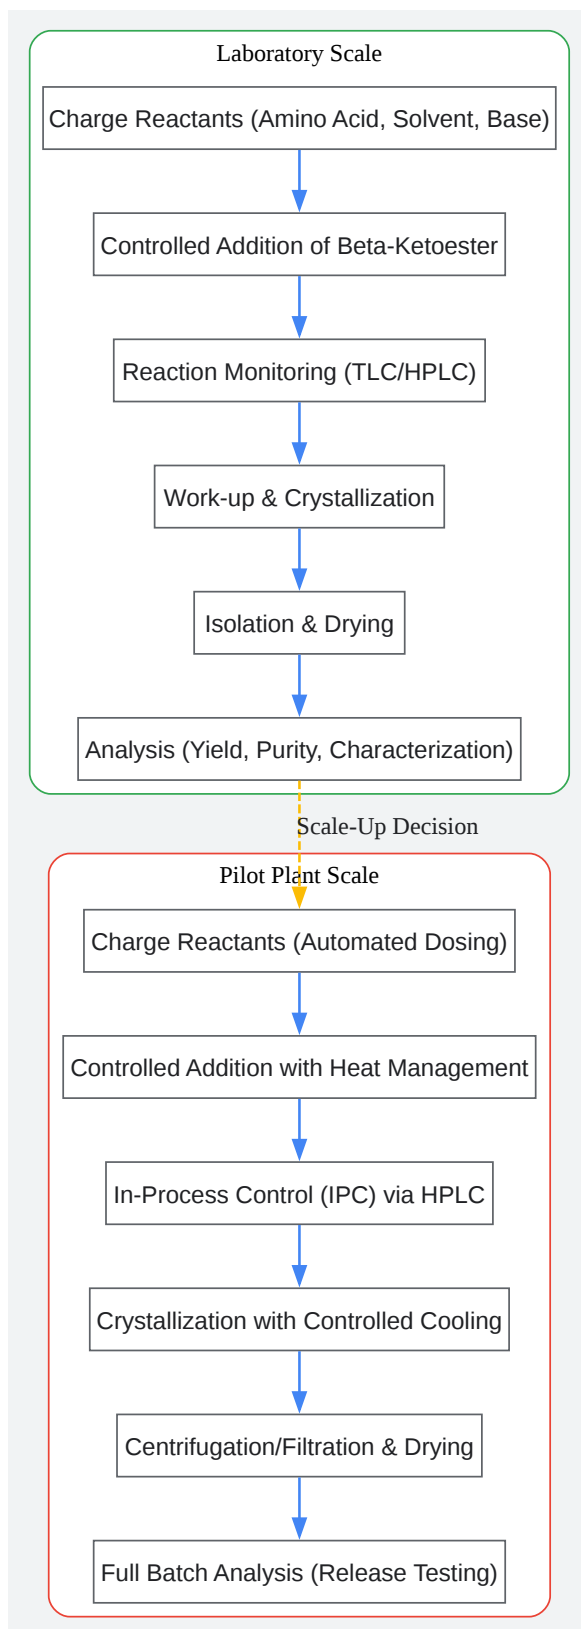 Laboratory Scale
Charge Reactants (Amino Acid, Solvent, Base)
Controlled Addition of Beta-Ketoester
Reaction Monitoring (TLC/HPLC)
Work-up & Crystallization
Isolation & Drying
Analysis (Yield, Purity, Characterization)
Scale-Up Decision
Pilot Plant Scale
Charge Reactants (Automated Dosing)
Controlled Addition with Heat Management
In-Process Control (IPC) via HPLC
Crystallization with Controlled Cooling
Centrifugation/Filtration & Drying
Full Batch Analysis (Release Testing)